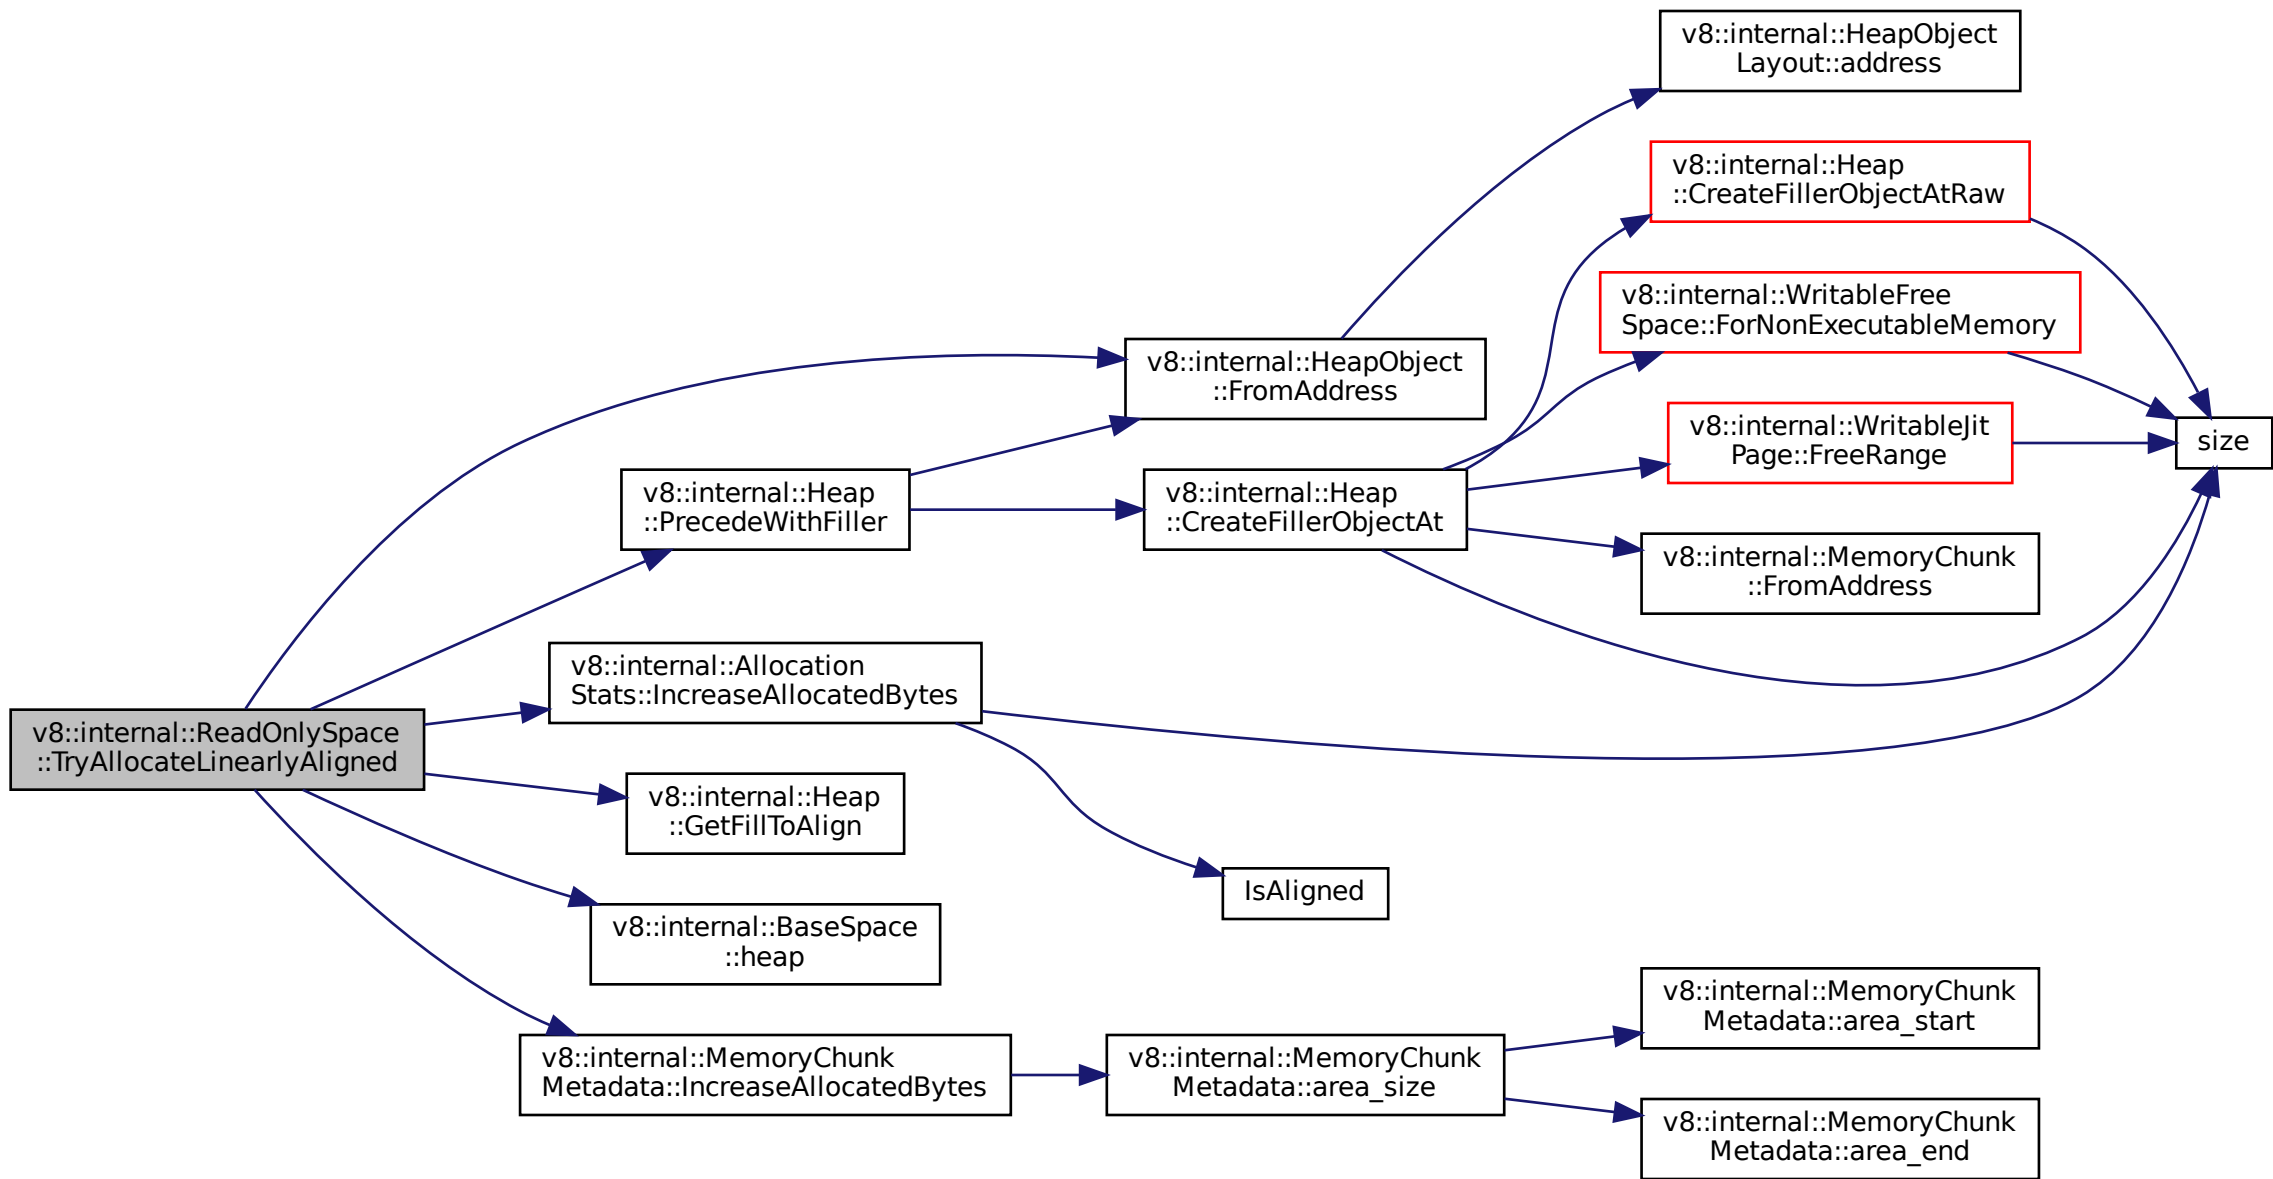 v8::internal::ReadOnlySpace
::TryAllocateLinearlyAligned
v8::internal::HeapObject
::FromAddress
v8::internal::HeapObject
Layout::address
v8::internal::Heap
::PrecedeWithFiller
v8::internal::Heap
::CreateFillerObjectAt
v8::internal::Heap
::CreateFillerObjectAtRaw
v8::internal::WritableFree
Space::ForNonExecutableMemory
v8::internal::WritableJit
Page::FreeRange
v8::internal::MemoryChunk
::FromAddress
size
v8::internal::Allocation
Stats::IncreaseAllocatedBytes
IsAligned
v8::internal::Heap
::GetFillToAlign
v8::internal::BaseSpace
::heap
v8::internal::MemoryChunk
Metadata::IncreaseAllocatedBytes
v8::internal::MemoryChunk
Metadata::area_size
v8::internal::MemoryChunk
Metadata::area_start
v8::internal::MemoryChunk
Metadata::area_end